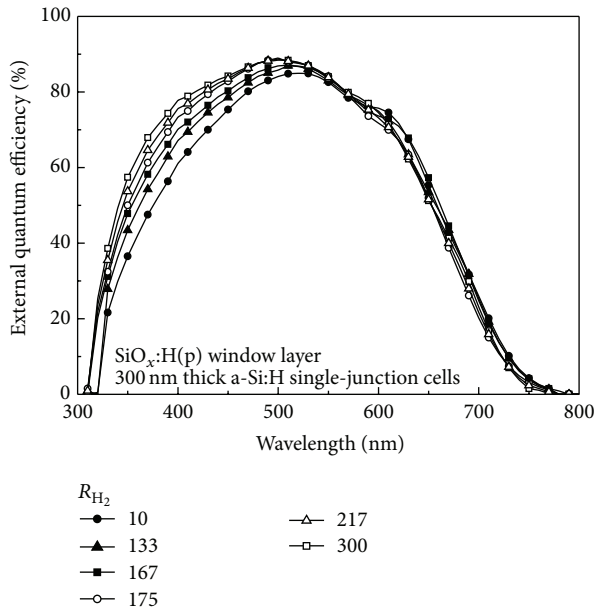 100
80
60
40
20
0
External quantum efficiency (%)
SiOx:H(p) window layer
300 nm thick a-Si:H single-junction cells
300 400 500 600 700 800
Wavelength (nm)
RH2
10
133
167
175
217
300